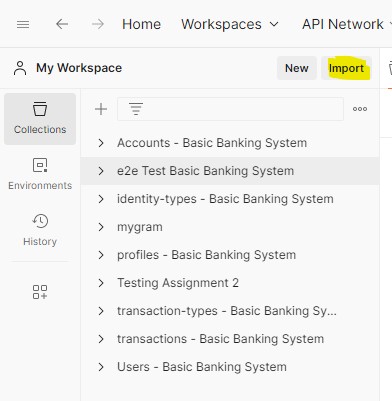 Home Workspaces API Network
My Workspace New Import
Collections
Environments
History
Accounts - Basic Banking System
e2e Test Basic Banking System
identity-types - Basic Banking System
mygram
profiles - Basic Banking System
Testing Assignment 2
transaction-types - Basic Banking Sy...
transactions - Basic Banking System
Users - Basic Banking System